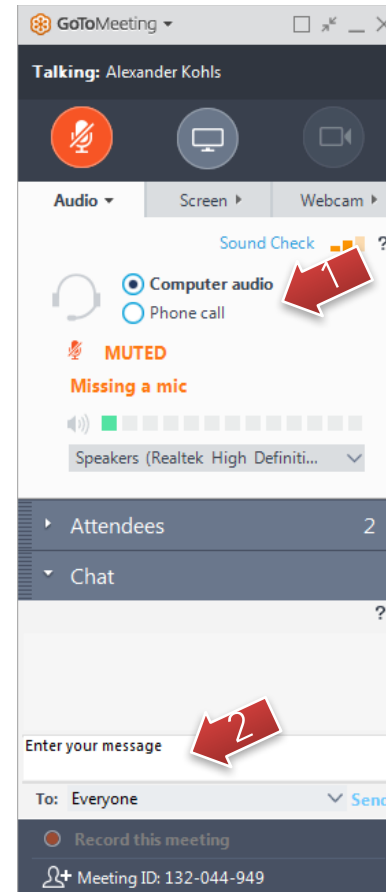 GoToMeeting
Talking: Alexander Kohls
Audio Screen Webcam
Sound Check ?
Computer audio
1
Phone call
MUTED
Missing a mic
Speakers (Realtek High Definiti...
Attendees 2
Chat
?
2
Enter your message
To: Everyone Send
Record this meeting
Meeting ID: 132-044-949